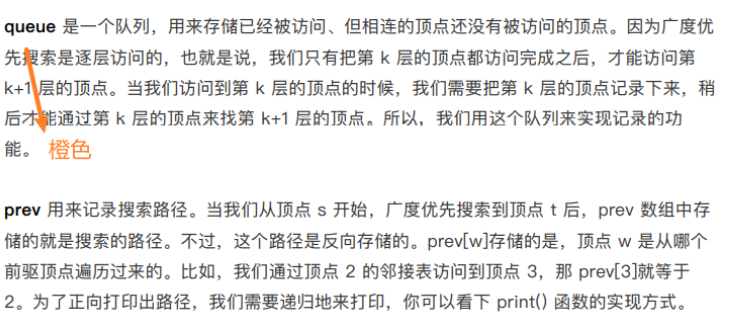 queue 是一个队列，用来存储已经被访问、但相连的顶点还没有被访问的顶点。因为广度优
先搜索是逐层访问的，也就是说，我们只有把第 k 层的顶点都访问完成之后，才能访问第
k+1 层的顶点。当我们访问到第 k 层的顶点的时候，我们需要把第 k 层的顶点记录下来，稍
后才能通过第 k 层的顶点来找第 k+1 层的顶点。所以，我们用这个队列来实现记录的功
能。 橙色
prev 用来记录搜索路径。当我们从顶点 s 开始，广度优先搜索到顶点 t 后，prev 数组中存
储的就是搜索的路径。不过，这个路径是反向存储的。prev[w]存储的是，顶点 w 是从哪个
前驱顶点遍历过来的。比如，我们通过顶点 2 的邻接表访问到顶点 3，那 prev[3]就等于
2。为了正向打印出路径，我们需要递归地来打印，你可以看下 print() 函数的实现方式。